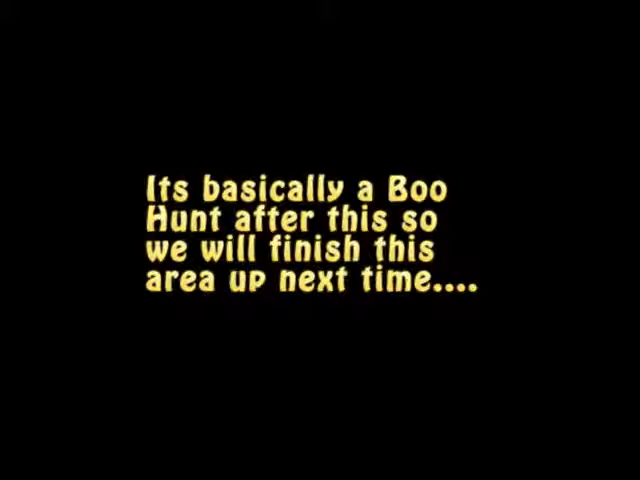 Its basically a Boo
Hunt after this so
we will finish this
area up next time....